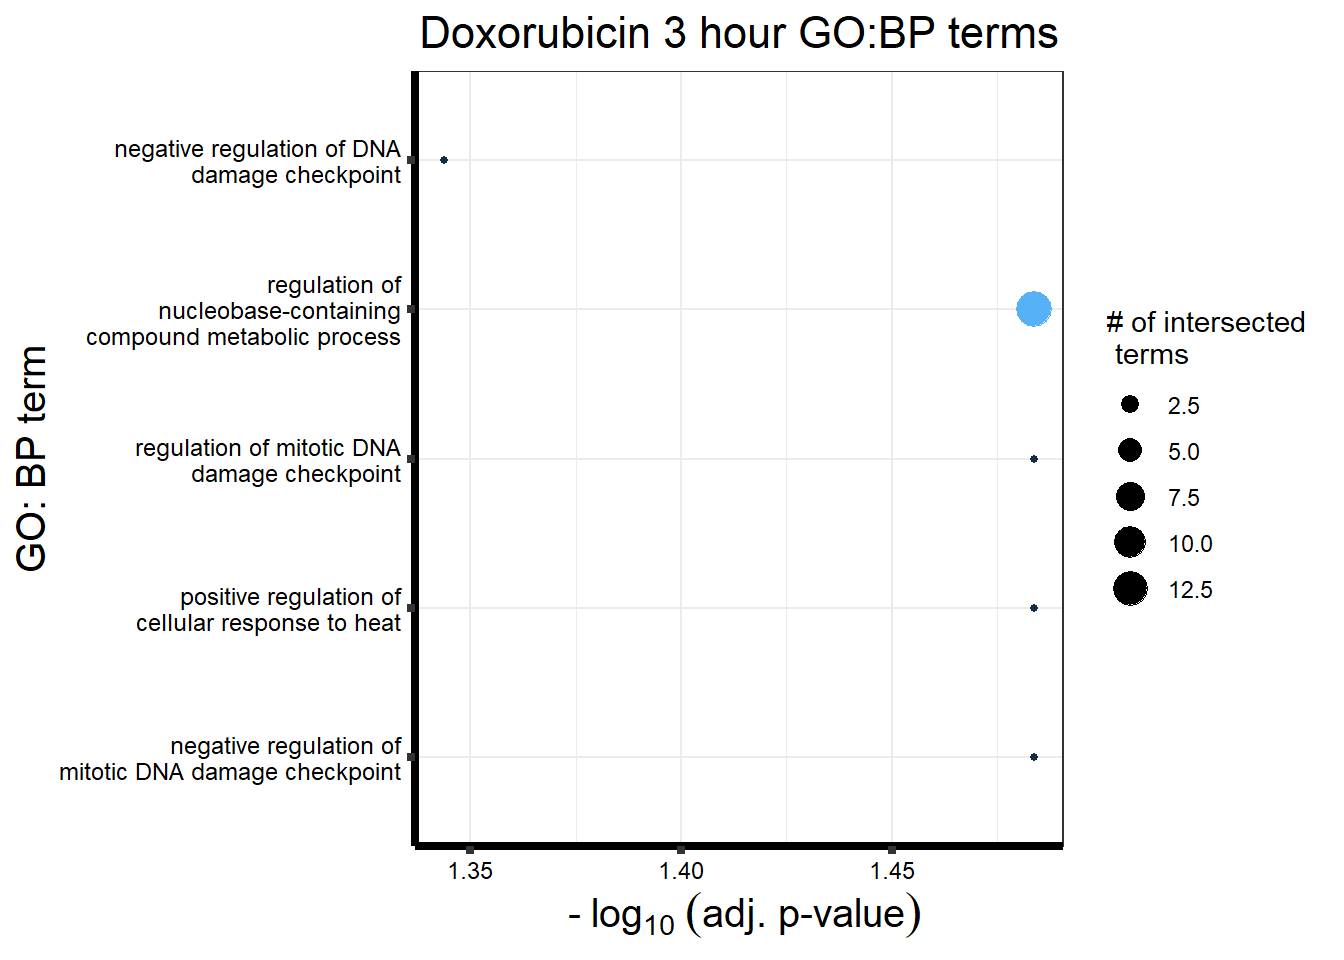 Doxorubicin 3 hour GO:BP terms
GO: BP term
negative regulation of DNA
damage checkpoint
regulation of
nucleobase-containing
compound metabolic process
regulation of mitotic DNA
damage checkpoint
positive regulation of
cellular response to heat
negative regulation of
mitotic DNA damage checkpoint
1.35 1.40 1.45
- log10 (adj. p-value)
# of intersected
terms
2.5
5.0
7.5
10.0
12.5